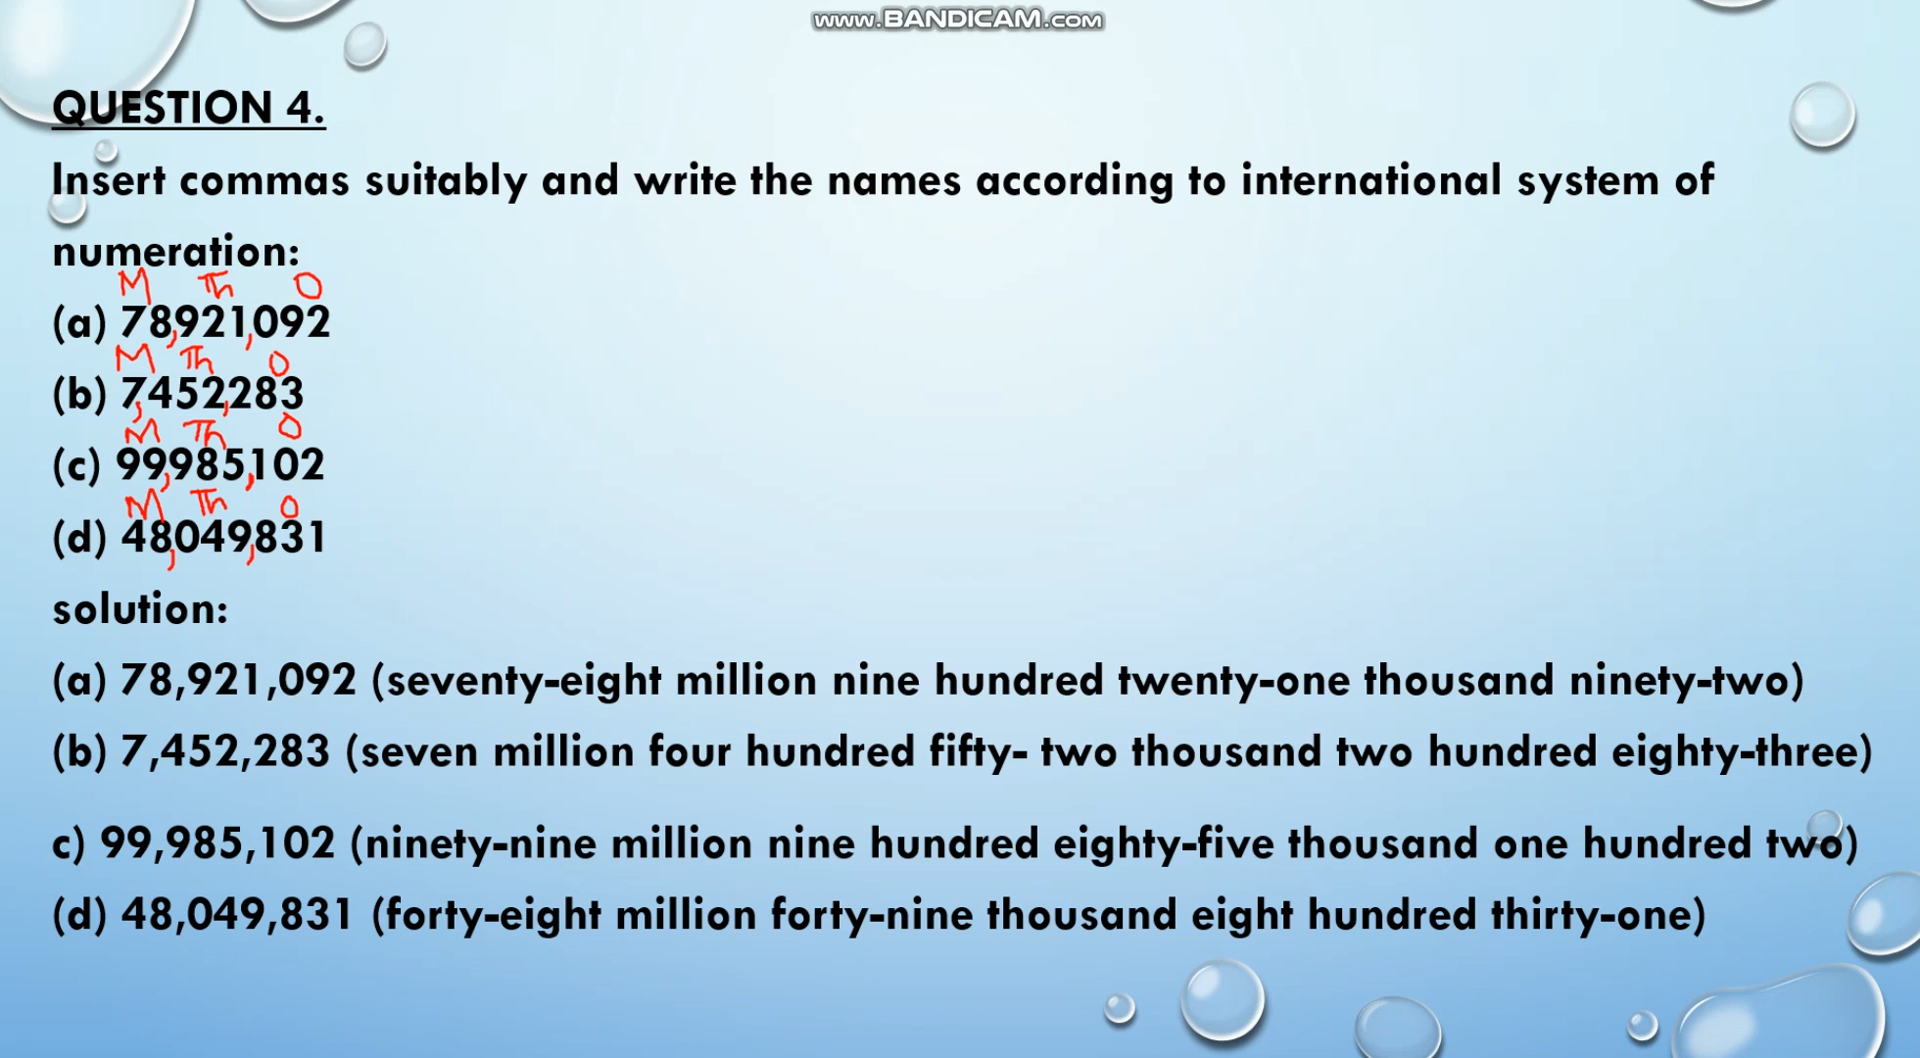 www.BANDICAM.com
QUESTION 4.
Insert commas suitably and write the names according to international system of
numeration:
M Th O
(a) 78,921,092
M Th O
(b) 7,452,283
M Th O
(c) 99,985,102
M Th O
(d) 48,049,831
solution:
(a) 78,921,092 (seventy-eight million nine hundred twenty-one thousand ninety-two)
(b) 7,452,283 (seven million four hundred fifty- two thousand two hundred eighty-three)
c) 99,985,102 (ninety-nine million nine hundred eighty-five thousand one hundred two)
(d) 48,049,831 (forty-eight million forty-nine thousand eight hundred thirty-one)